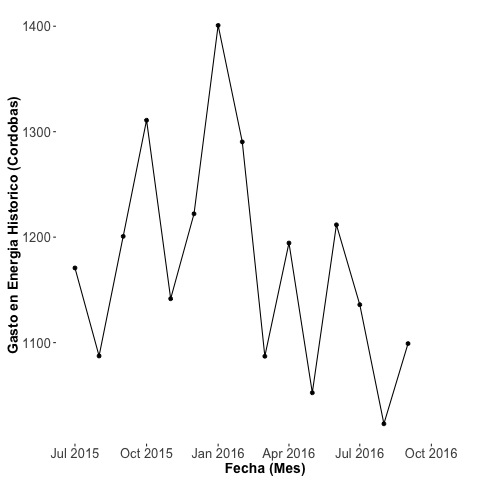 Gasto en Energia Historico (Cordobas)
1400
1300
1200
1100
Jul 2015 Oct 2015 Jan 2016 Apr 2016 Jul 2016 Oct 2016
Fecha (Mes)